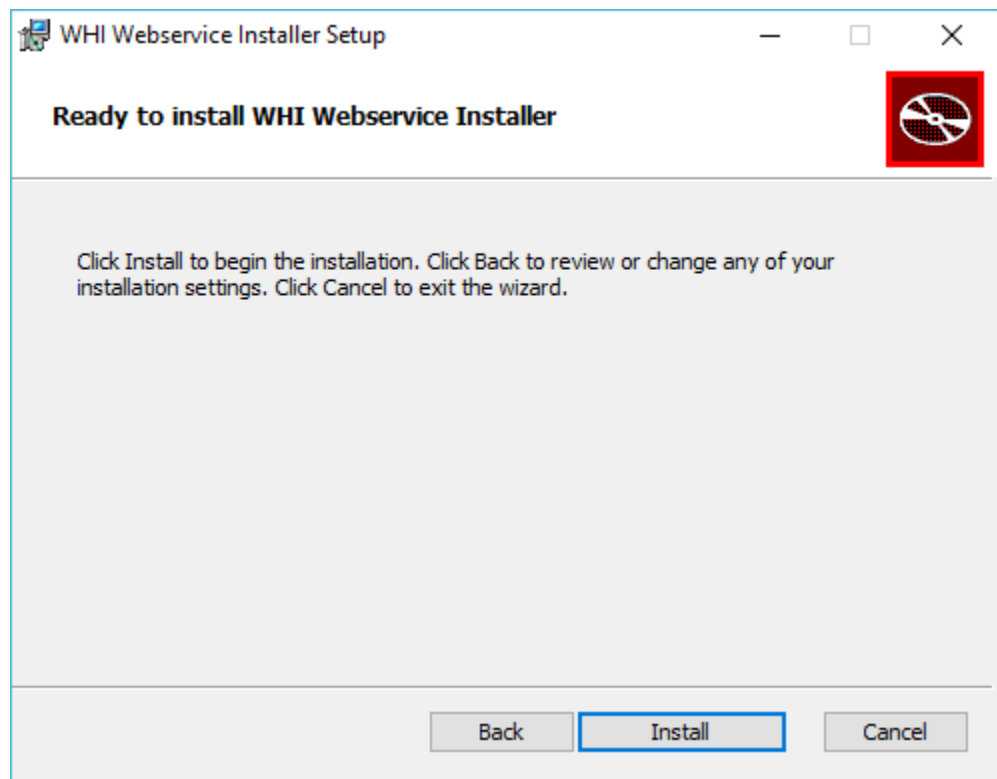 WHI Webservice Installer Setup
Ready to install WHI Webservice Installer
Click Install to begin the installation. Click Back to review or change any of your
installation settings. Click Cancel to exit the wizard.
Back Install Cancel